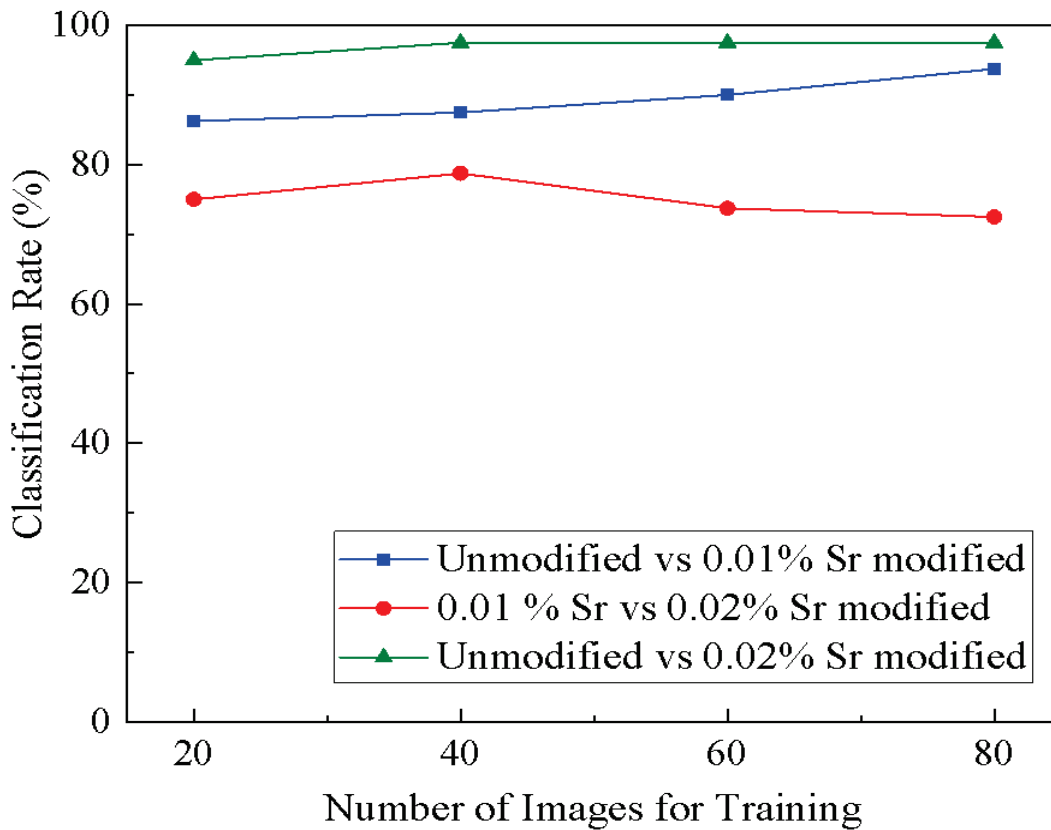 100
80
60
40
20
0
Classification Rate (%)
Unmodified vs 0.01% Sr modified
0.01 % Sr vs 0.02% Sr modified
Unmodified vs 0.02% Sr modified
20 40 60 80
Number of Images for Training